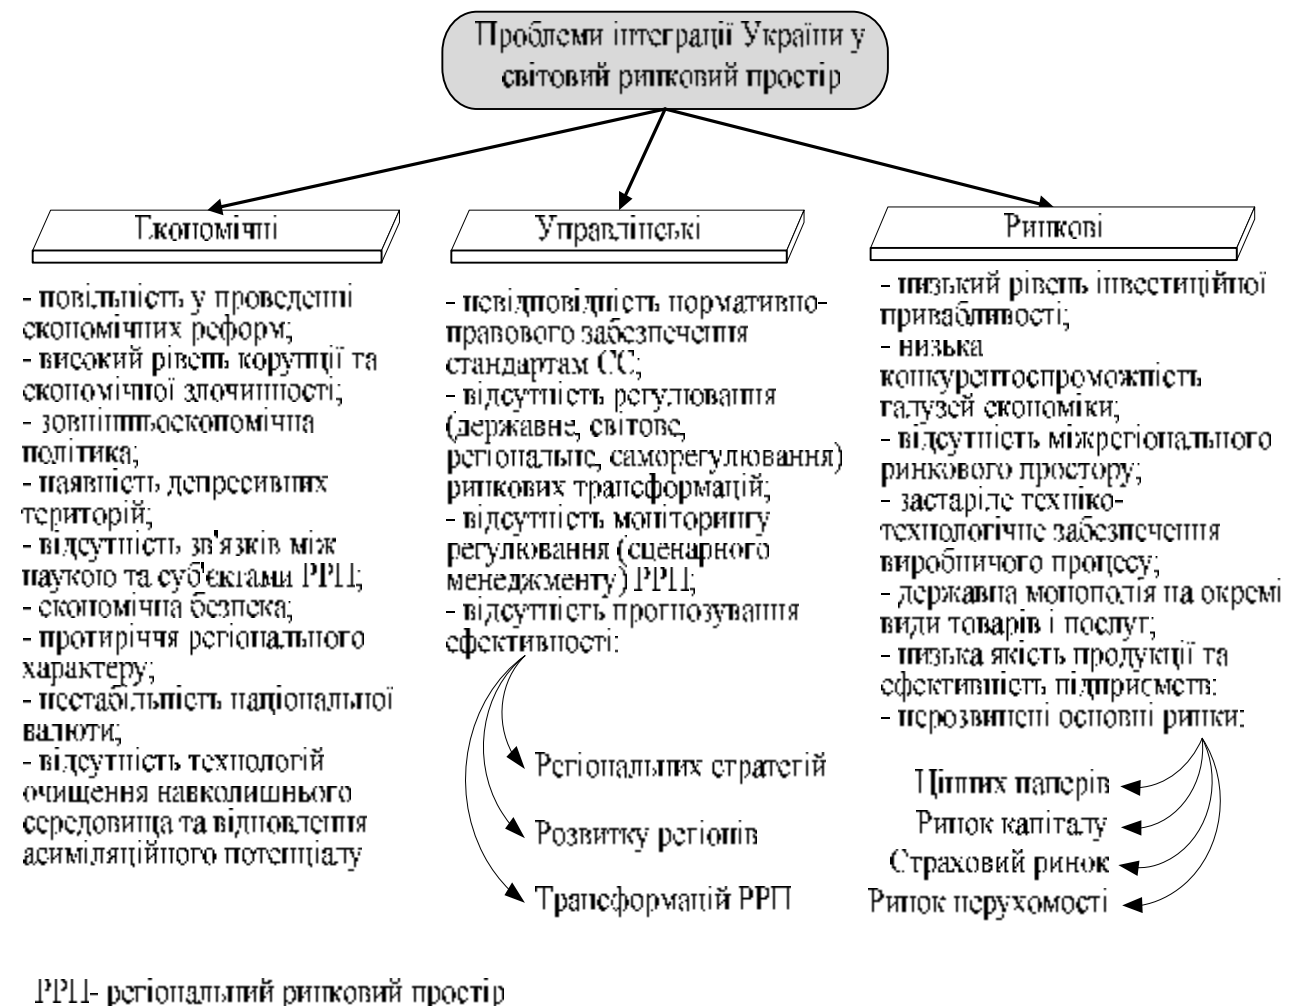 Проблеми інтеграції України у
світовий ринковий простір
Економічні
- повільність у проведенні
економічних реформ;
- високий рівень корупції та
економічної злочинності;
- зовнішньоекономічна
політика;
- наявність депресивних
територій;
- відсутність зв'язків між
наукою та суб'єктами РРП;
- економічна безпека;
- протиріччя регіонального
характеру;
- нестабільність національної
валюти;
- відсутність технологій
очищення навколишнього
середовища та відновлення
асиміляційного потенціалу
Управлінські
- невідповідність нормативно-
правового забезпечення
стандартам ЄС;
- відсутність регулювання
(державне, світове,
регіональне, саморегулювання)
ринкових трансформацій;
- відсутність моніторингу
регулювання (сценарного
менеджменту) РРП;
- відсутність прогнозування
ефективності:
Регіональних стратегій
Розвитку регіонів
Трансформацій РРП
Ринкові
- низький рівень інвестиційної
привабливості;
- низька
конкурентоспроможність
галузей економіки;
- відсутність міжрегіонального
ринкового простору;
- застаріле техніко-
технологічне забезпечення
виробничого процесу;
- державна монополія на окремі
види товарів і послуг;
- низька якість продукції та
ефективність підприємств:
- нерозвинені основні ринки:
Цінних паперів
Ринок капіталу
Страховий ринок
Ринок нерухомості
РРП- регіональний ринковий простір